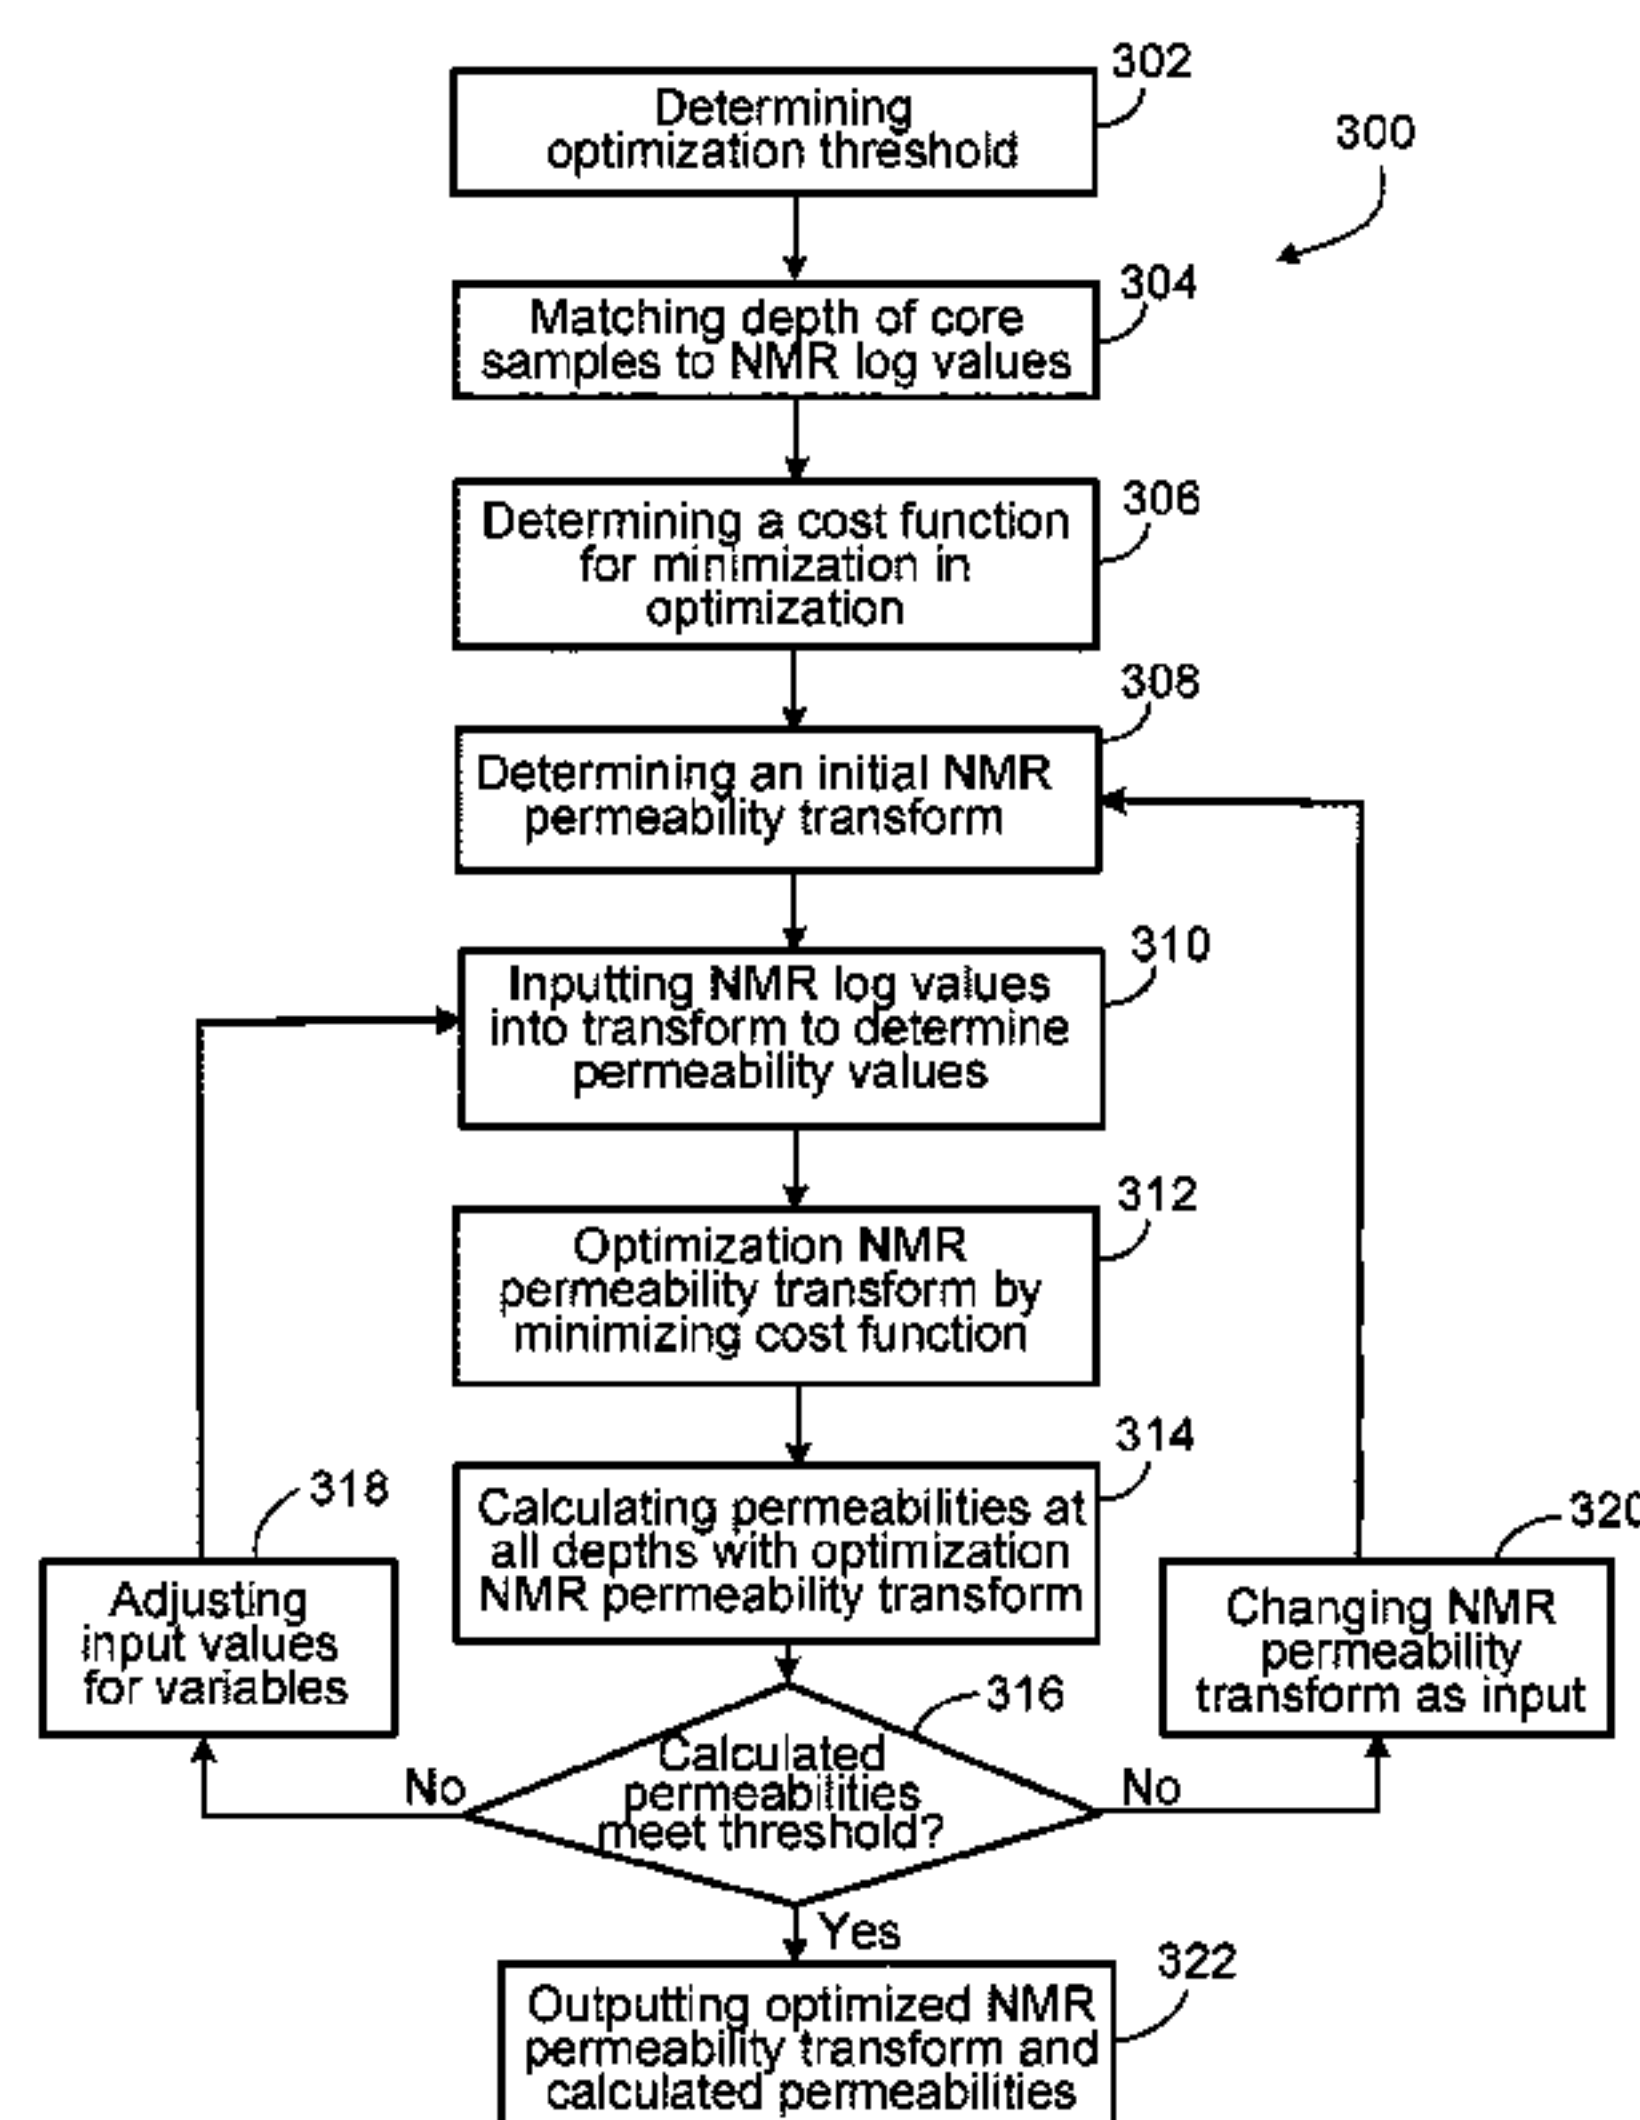 302
Determining
optimization threshold
300
304
Matching depth of core
samples to NMR log values
306
Determining a cost function
for minimization in
optimization
308
Determining an initial NMR
permeability transform
310
Inputting NMR log values
into transform to determine
permeability values
312
Optimization NMR
permeability transform by
minimizing cost function
314
Calculating permeabilities at
all depths with optimization
NMR permeability transform
318
Adjusting
input values
for variables
320
Changing NMR
permeability
transform as input
316
Calculated
permeabilities
meet threshold?
No
No
Yes
322
Outputting optimized NMR
permeability transform and
calculated permeabilities